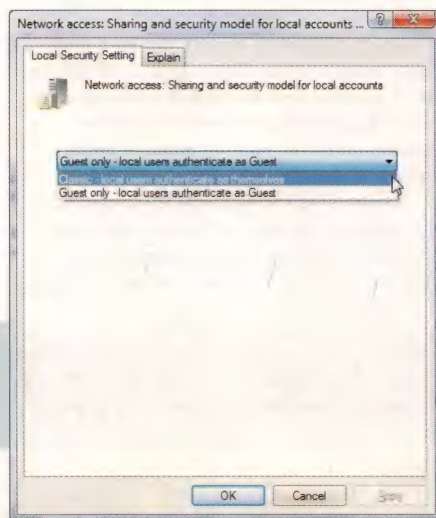 Network access: Sharing and security model for local accounts ...
Local Security Setting
Explain
Network access: Sharing and security model for local accounts
Guest only - local users authenticate as Guest
Classic - local users authenticate as themselves
Guest only - local users authenticate as Guest
OK
Cancel
Apply